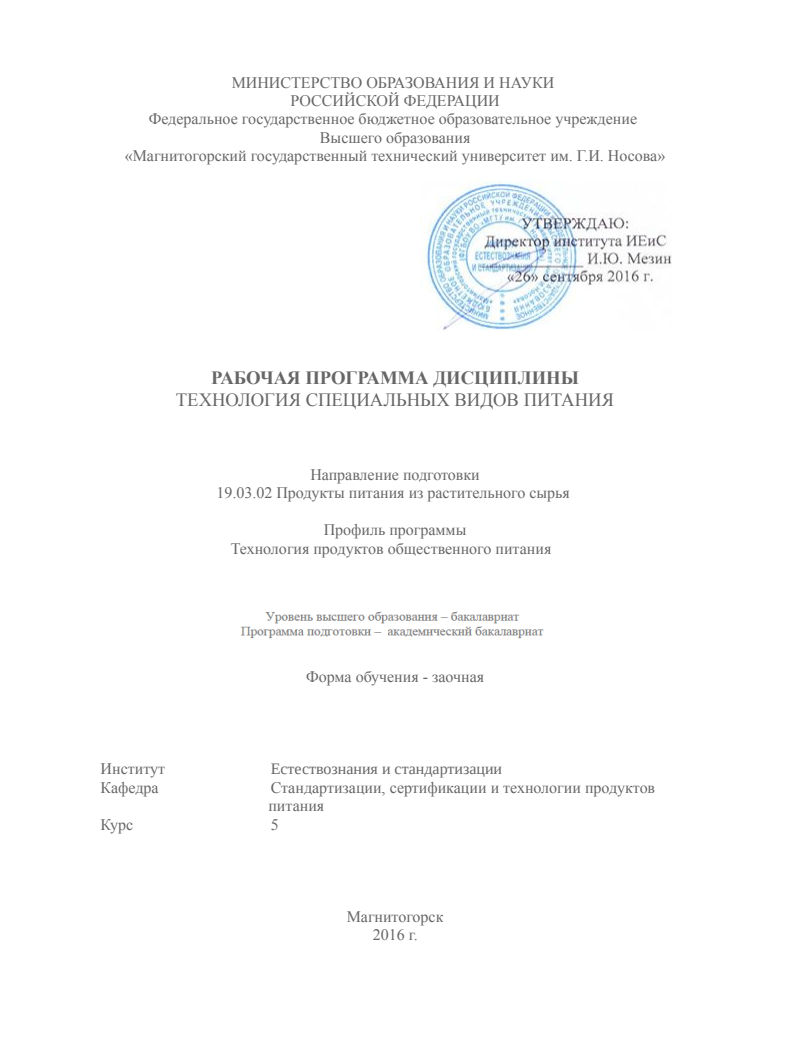 МИНИСТЕРСТВО ОБРАЗОВАНИЯ И НАУКИ
РОССИЙСКОЙ ФЕДЕРАЦИИ
Федеральное государственное бюджетное образовательное учреждение
Высшего образования
«Магнитогорский государственный технический университет им. Г.И. Носова»
УТВЕРЖДАЮ:
Директор института ИЕиС
И.Ю. Мезин
«26» сентября 2016 г.
ЕСТЕСТВОЗНАНИЯ
И СТАНДАРТИЗАЦИИ
РАБОЧАЯ ПРОГРАММА ДИСЦИПЛИНЫ
ТЕХНОЛОГИЯ СПЕЦИАЛЬНЫХ ВИДОВ ПИТАНИЯ
Направление подготовки
19.03.02 Продукты питания из растительного сырья
Профиль программы
Технология продуктов общественного питания
Уровень высшего образования – бакалавриат
Программа подготовки – академический бакалавриат
Форма обучения - заочная
Институт Естествознания и стандартизации
Кафедра Стандартизации, сертификации и технологии продуктов
питания
Курс 5
Магнитогорск
2016 г.